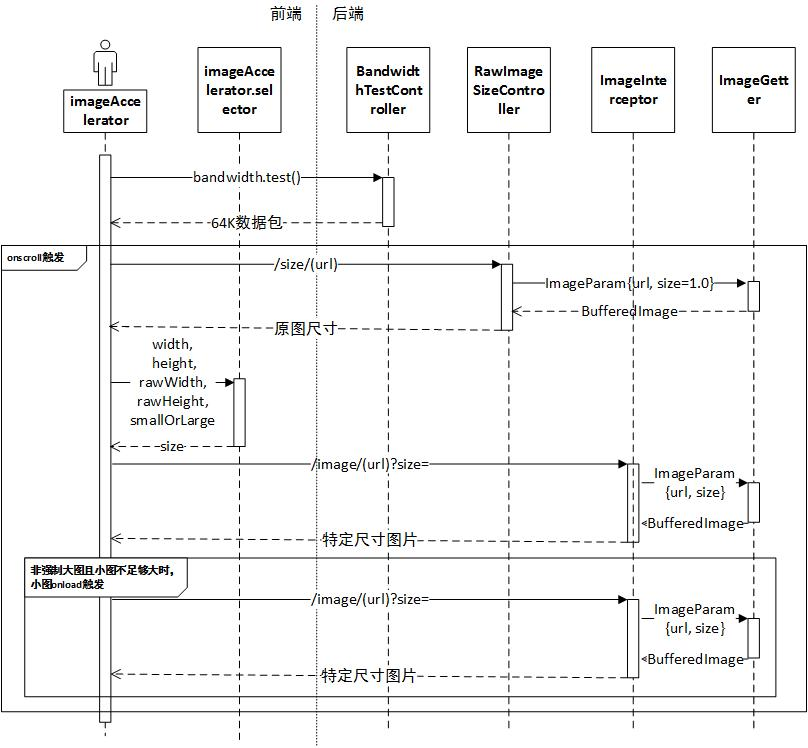 前端
后端
imageAcce
lerator
imageAcce
lerator.sel
ector
Bandwidt
hTestCont
roller
RawImage
SizeContro
ller
ImageInte
rceptor
ImageGett
er
bandwidth.test()
64K数据包
onscroll触发
/size/(url)
ImageParam{url, size=1.0}
BufferedImage
原图尺寸
width,
height,
rawWidth,
rawHeight,
smallOrLarge
size
/image/(url)?size=
ImageParam
{url, size}
BufferedImage
特定尺寸图片
非强制大图且小图不足够大时，
小图onload触发
/image/(url)?size=
ImageParam
{url, size}
BufferedImage
特定尺寸图片